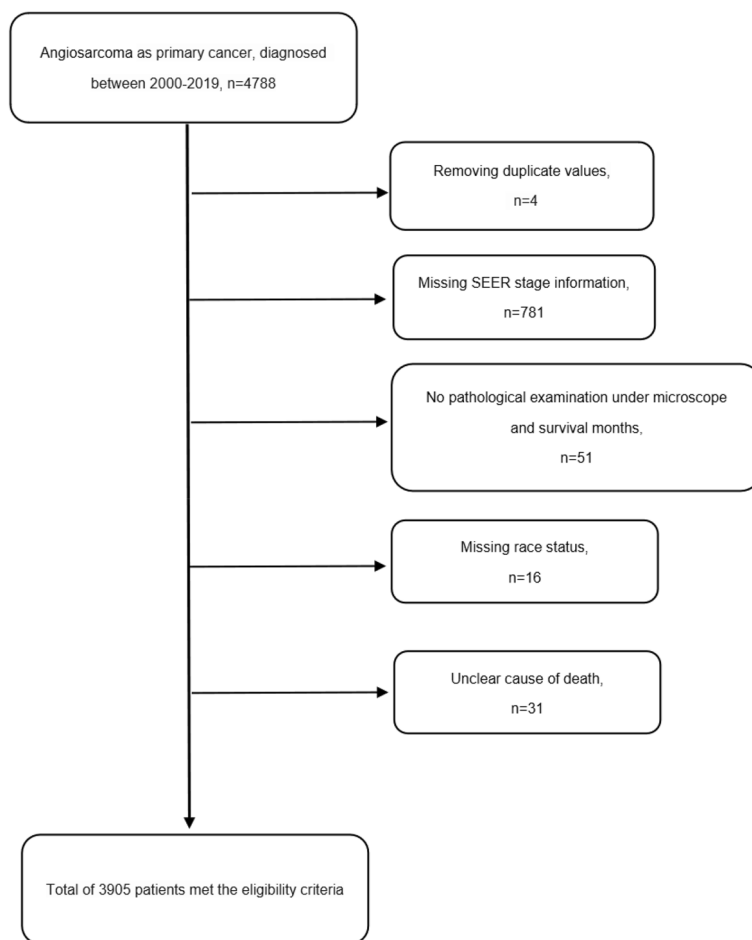 Angiosarcoma as primary cancer, diagnosed
between 2000-2019, n=4788
Removing duplicate values,
n=4
Missing SEER stage information,
n=781
No pathological examination under microscope
and survival months,
n=51
Missing race status,
n=16
Unclear cause of death,
n=31
Total of 3905 patients met the eligibility criteria